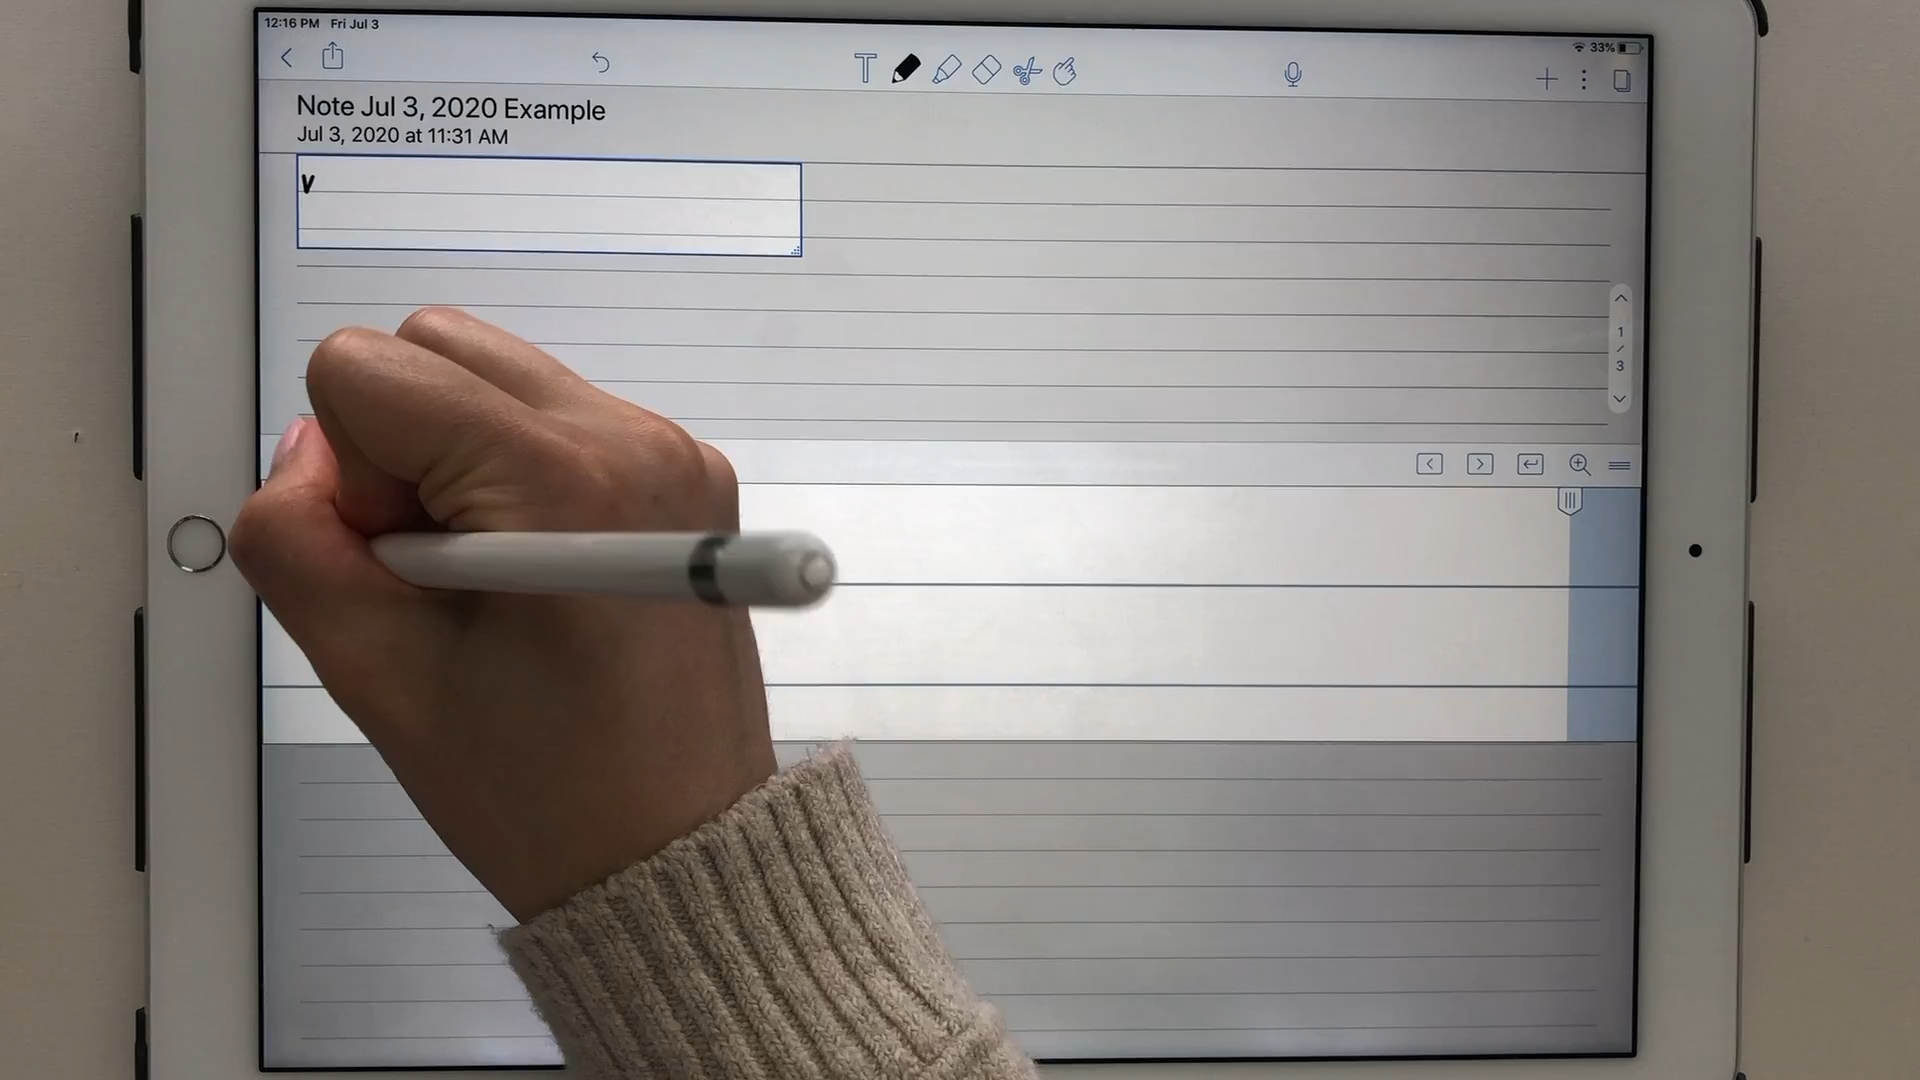 12:16 PM Fri Jul 3
33%
Note Jul 3, 2020 Example
Jul 3, 2020 at 11:31 AM
V
1
/
3